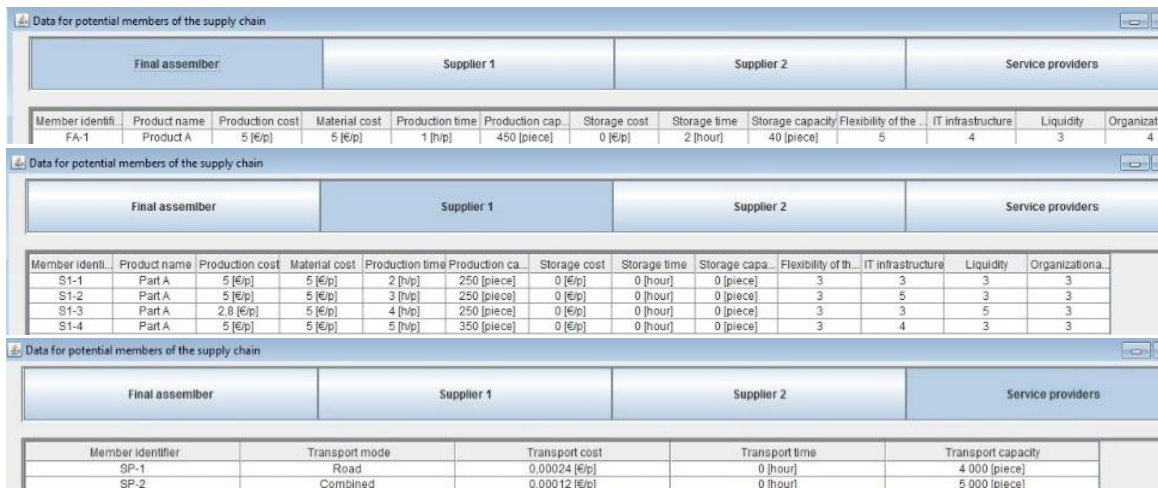 Data for potential members of the supply chain
Final assemlber Supplier 1 Supplier 2 Service providers
Member identifi... Product name Production cost Material cost Production time Production cap... Storage cost Storage time Storage capacity Flexibility of the ... IT infrastructure Liquidity Organizat
FA-1 Product A 5 [€/p] 5 [€/p] 1 [h/p] 450 [piece] 0 [€/p] 2 [hour] 40 [piece] 5 4 3 4
Data for potential members of the supply chain
Final assemlber Supplier 1 Supplier 2 Service providers
Member identi... Product name Production cost Material cost Production time Production ca... Storage cost Storage time Storage capa... Flexibility of th... IT infrastructure Liquidity Organizationa...
S1-1 Part A 5 [€/p] 5 [€/p] 2 [h/p] 250 [piece] 0 [€/p] 0 [hour] 0 [piece] 3 3 3 3
S1-2 Part A 5 [€/p] 5 [€/p] 3 [h/p] 250 [piece] 0 [€/p] 0 [hour] 0 [piece] 3 5 3 3
S1-3 Part A 2,8 [€/p] 5 [€/p] 4 [h/p] 250 [piece] 0 [€/p] 0 [hour] 0 [piece] 3 3 5 3
S1-4 Part A 5 [€/p] 5 [€/p] 5 [h/p] 350 [piece] 0 [€/p] 0 [hour] 0 [piece] 3 4 3 3
Data for potential members of the supply chain
Final assemlber Supplier 1 Supplier 2 Service providers
Member identifier Transport mode Transport cost Transport time Transport capacity
SP-1 Road 0,00024 [€/p] 0 [hour] 4 000 [piece]
SP-2 Combined 0,00012 [€/p] 0 [hour] 5 000 [piece]